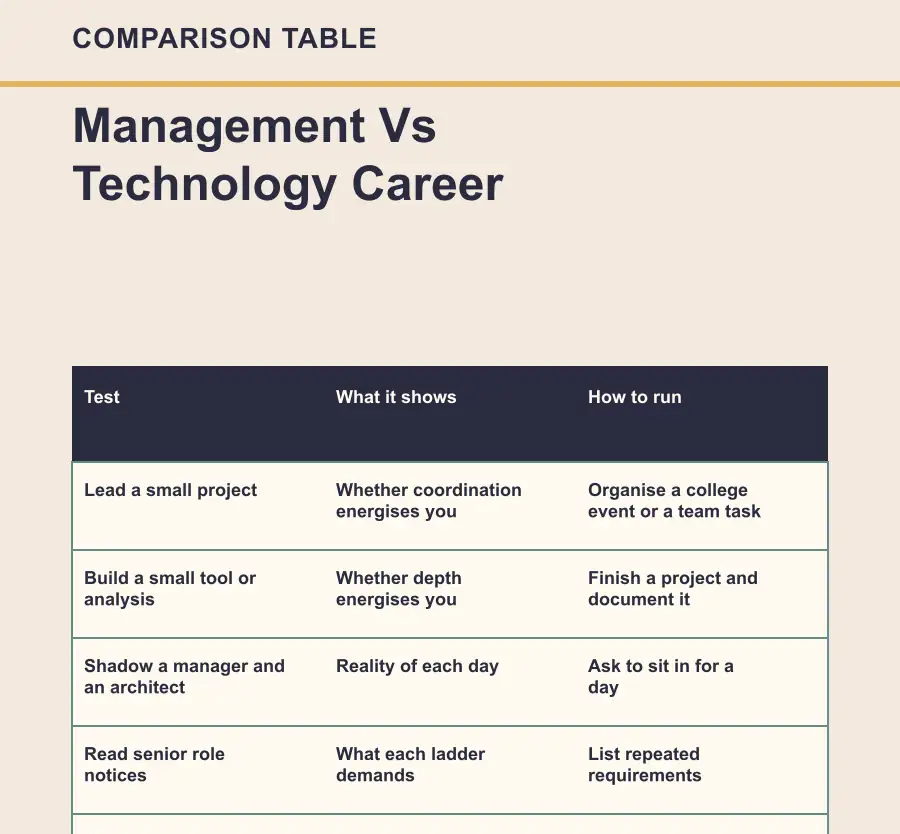 COMPARISON TABLE
Management Vs
Technology Career
Test
What it shows
How to run
Lead a small project
Whether coordination
energises you
Organise a college
event or a team task
Build a small tool or
analysis
Whether depth
energises you
Finish a project and
document it
Shadow a manager and
an architect
Reality of each day
Ask to sit in for a
day
Read senior role
notices
What each ladder
demands
List repeated
requirements